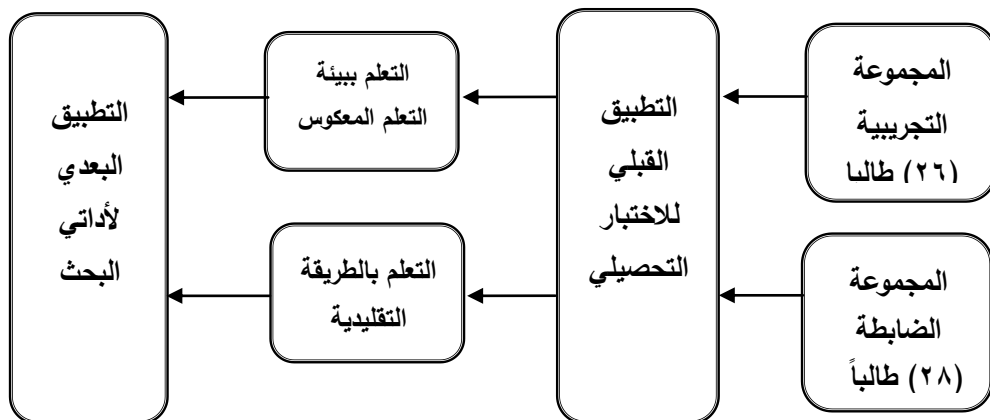 المجموعة
التجريبية
(٢٦) طالبا
المجموعة
الضابطة
(٢٨) طالباً
التطبيق
القبلي
للاختبار
التحصيلي
التعلم ببيئة
التعلم المعكوس
التعلم بالطريقة
التقليدية
التطبيق
البعدي
لأداتي
البحث